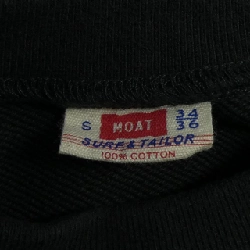 S MOAT 34
36
SURF & TAILOR
100% COTTON